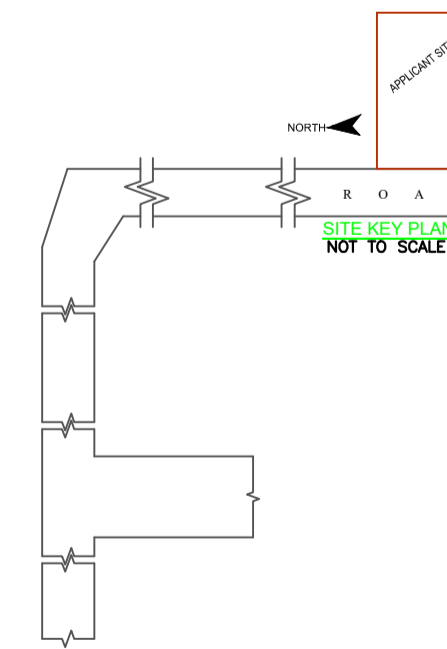 APPLICANT SIT
NORTH
R O A
SITE KEY PLAN
NOT TO SCALE